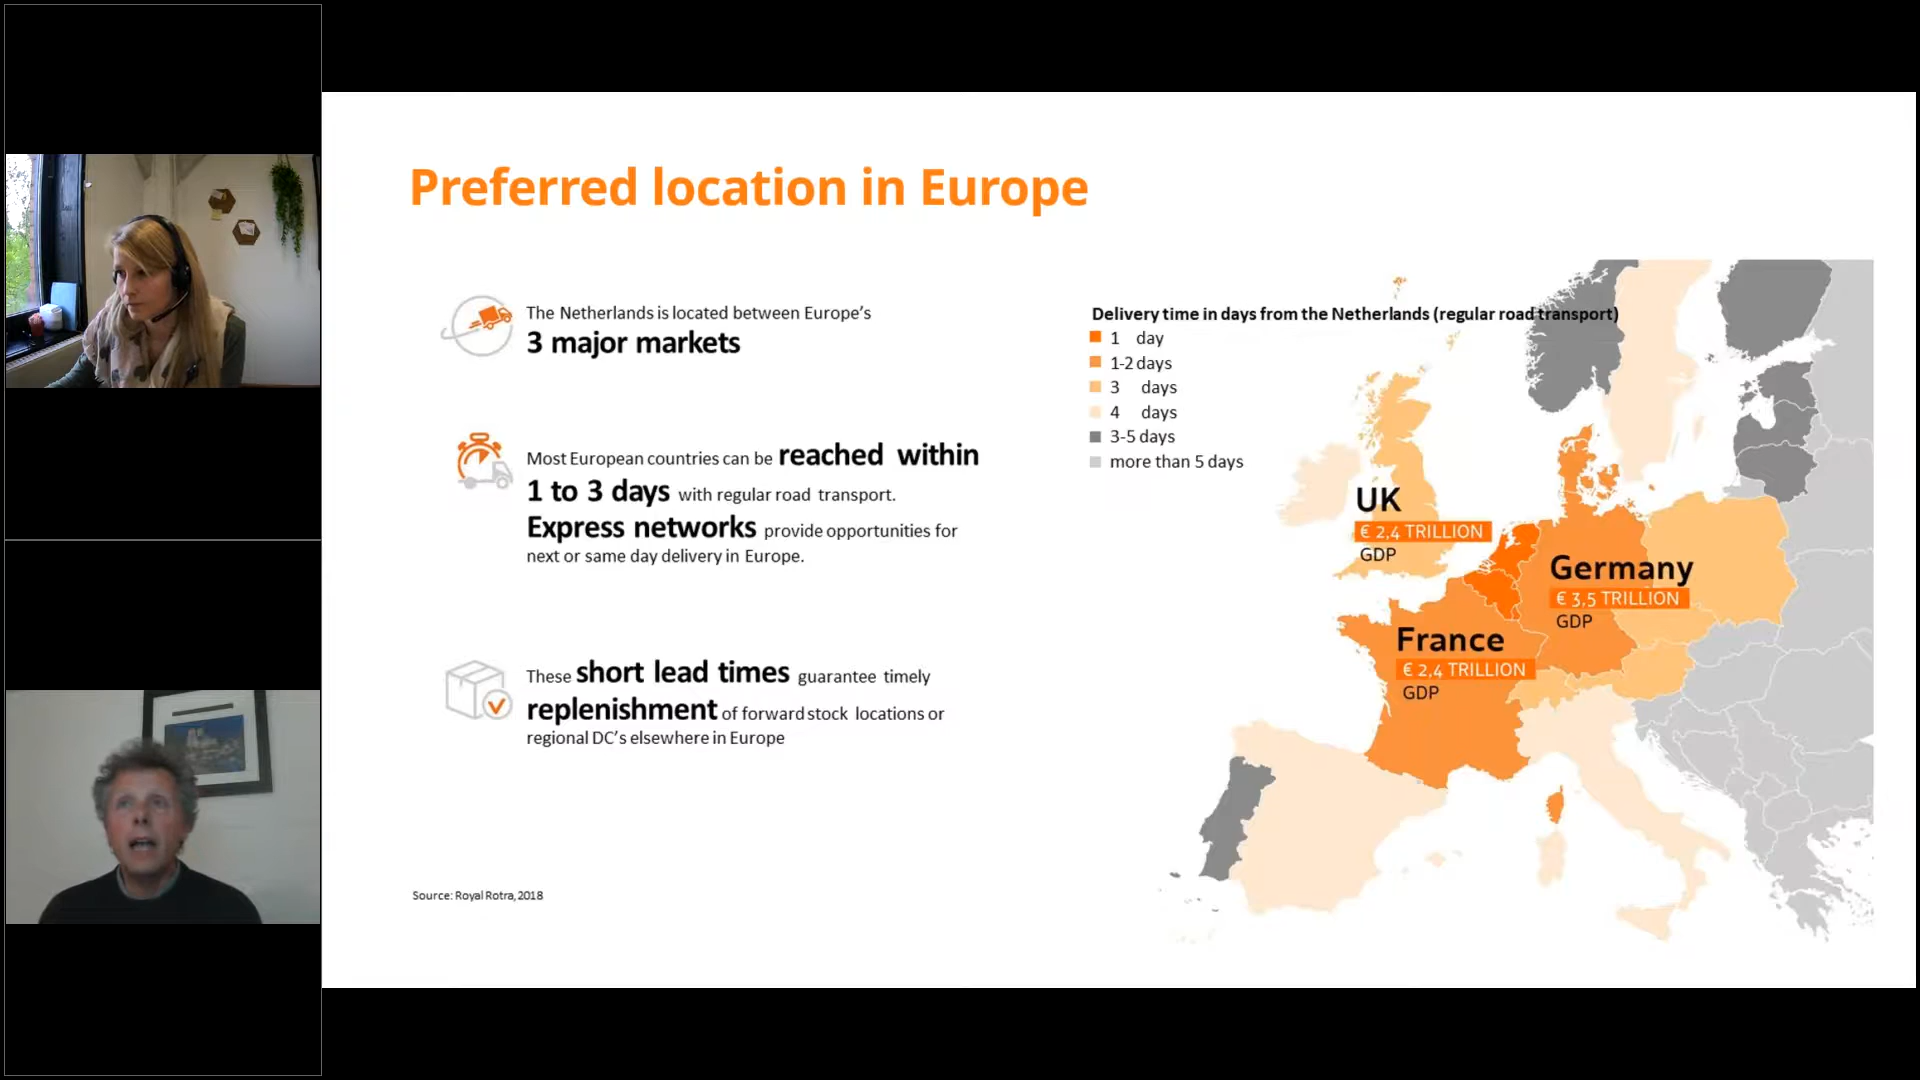 Preferred location in Europe
The Netherlands is located between Europe's
3 major markets
Most European countries can be reached within
1 to 3 days with regular road transport.
Express networks provide opportunities for
next or same day delivery in Europe.
These short lead times guarantee timely
replenishment of forward stock locations or
regional DC's elsewhere in Europe
Source: Royal Rotra, 2018
Delivery time in days from the Netherlands (regular road transport)
1 day
1-2 days
3 days
4 days
3-5 days
more than 5 days
UK
€ 2,4 TRILLION
GDP
Germany
€ 3,5 TRILLION
GDP
France
€ 2,4 TRILLION
GDP